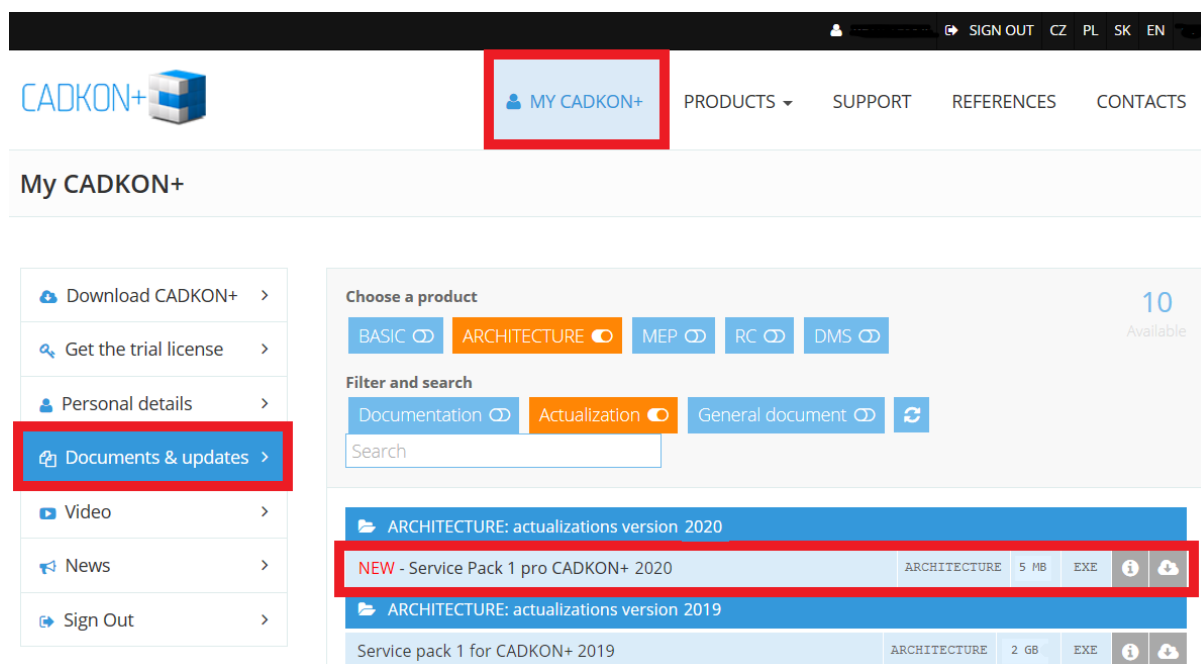 SIGN OUT CZ PL SK EN
CADKON+
MY CADKON+ PRODUCTS SUPPORT REFERENCES CONTACTS
My CADKON+
Download CADKON+
Get the trial license
Personal details
Documents & updates
Video
News
Sign Out
Choose a product
10
Available
BASIC ARCHITECTURE MEP RC DMS
Filter and search
Documentation Actualization General document
Search
ARCHITECTURE: actualizations version 2020
NEW - Service Pack 1 pro CADKON+ 2020 ARCHITECTURE 5 MB EXE
ARCHITECTURE: actualizations version 2019
Service pack 1 for CADKON+ 2019 ARCHITECTURE 2 GB EXE